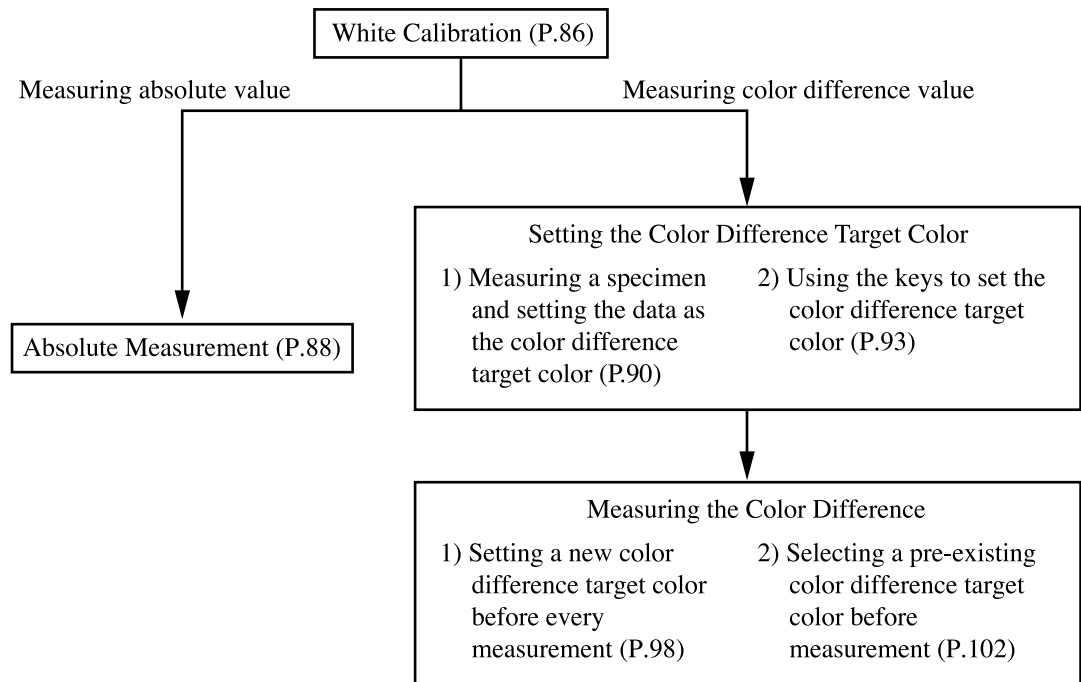 White Calibration (P.86)
Measuring absolute value
Measuring color difference value
Absolute Measurement (P.88)
Setting the Color Difference Target Color
1) Measuring a specimen
and setting the data as
the color difference
target color (P.90)
2) Using the keys to set the
color difference target
color (P.93)
Measuring the Color Difference
1) Setting a new color
difference target color
before every
measurement (P.98)
2) Selecting a pre-existing
color difference target
color before
measurement (P.102)